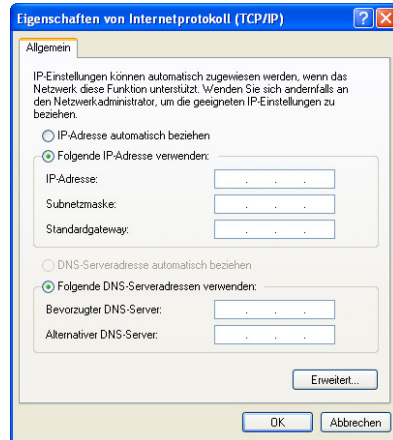 Eigenschaften von Internetprotokoll (TCP/IP)
Allgemein
IP-Einstellungen können automatisch zugewiesen werden, wenn das
Netzwerk diese Funktion unterstützt. Wenden Sie sich andernfalls an
den Netzwerkadministrator, um die geeigneten IP-Einstellungen zu
beziehen.
IP-Adresse automatisch beziehen
Folgende IP-Adresse verwenden:
IP-Adresse:
Subnetzmaske:
Standardgateway:
DNS-Serveradresse automatisch beziehen
Folgende DNS-Serveradressen verwenden:
Bevorzugter DNS-Server:
Alternativer DNS-Server:
Erweitert...
OK Abbrechen